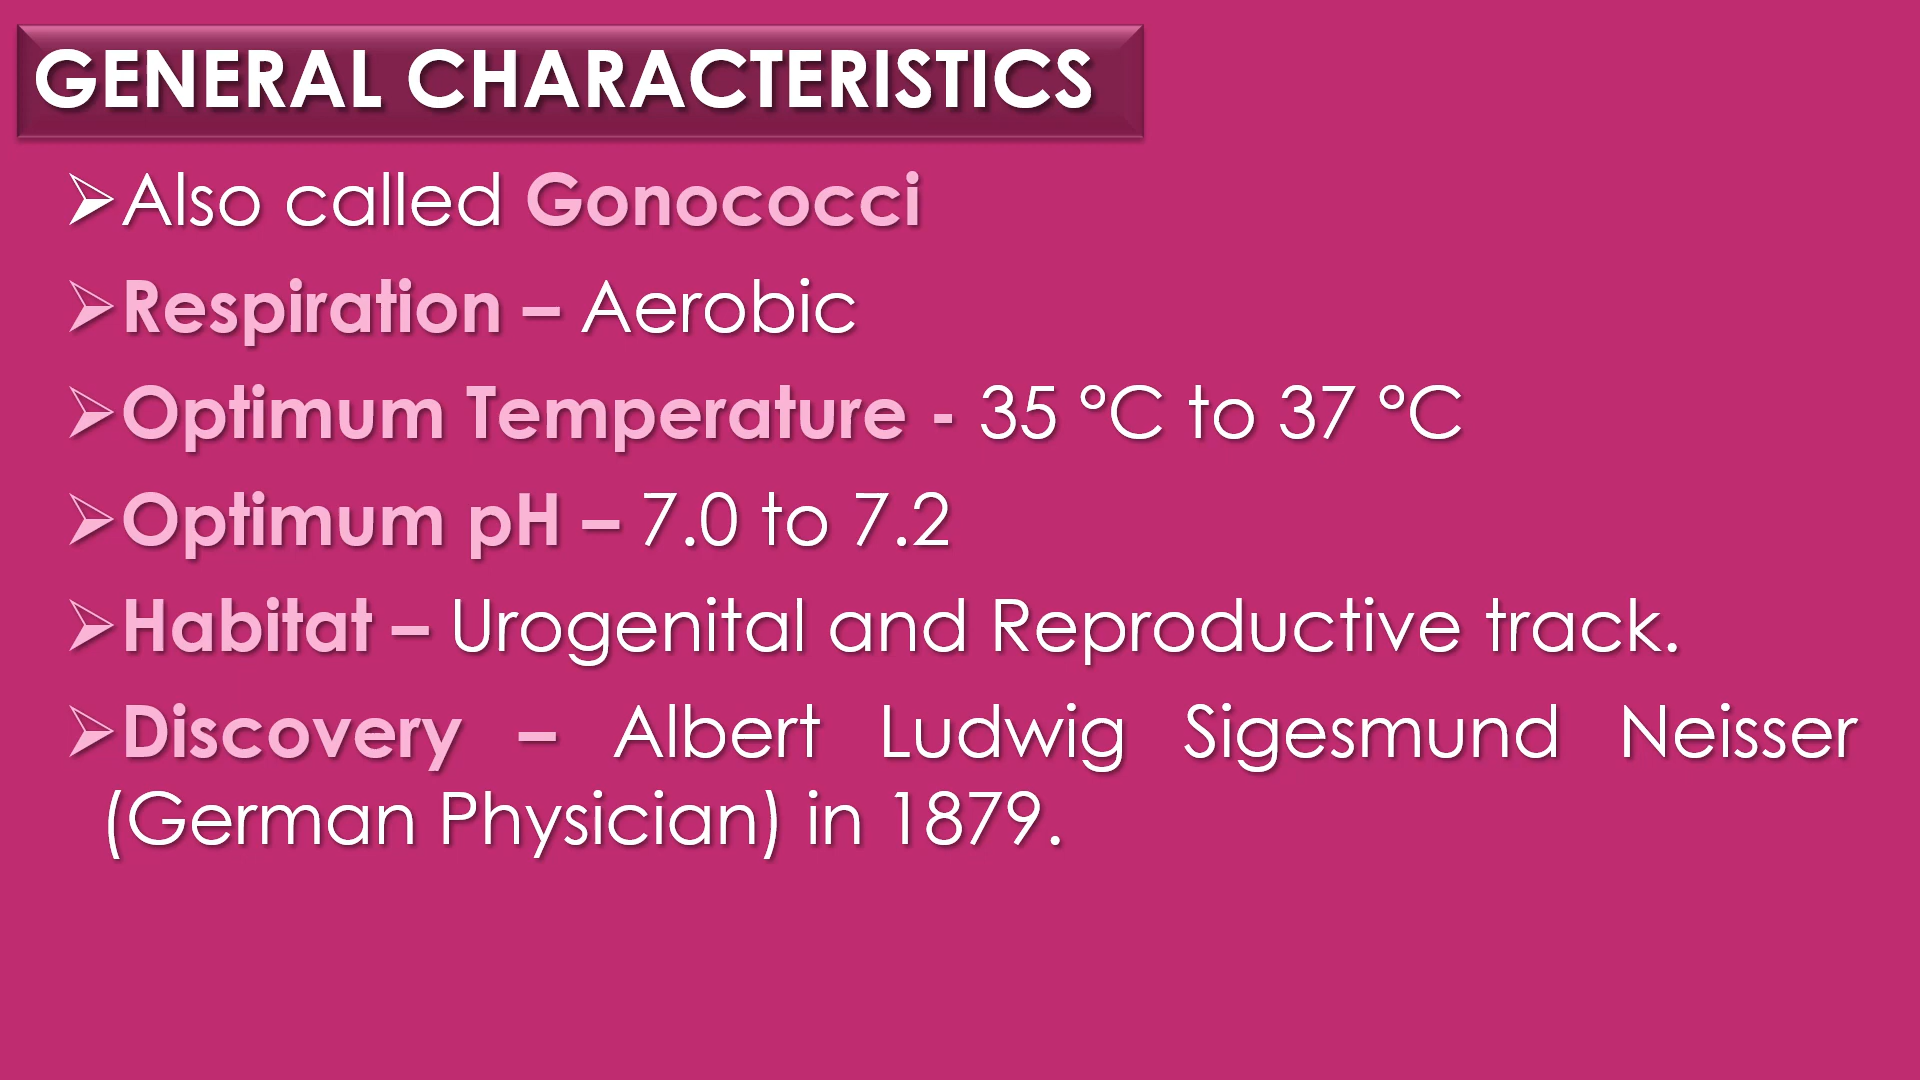 GENERAL CHARACTERISTICS
➢Also called Gonococci
➢Respiration – Aerobic
➢Optimum Temperature - 35 °C to 37 °C
➢Optimum pH – 7.0 to 7.2
➢Habitat – Urogenital and Reproductive track.
➢Discovery – Albert Ludwig Sigesmund Neisser
(German Physician) in 1879.